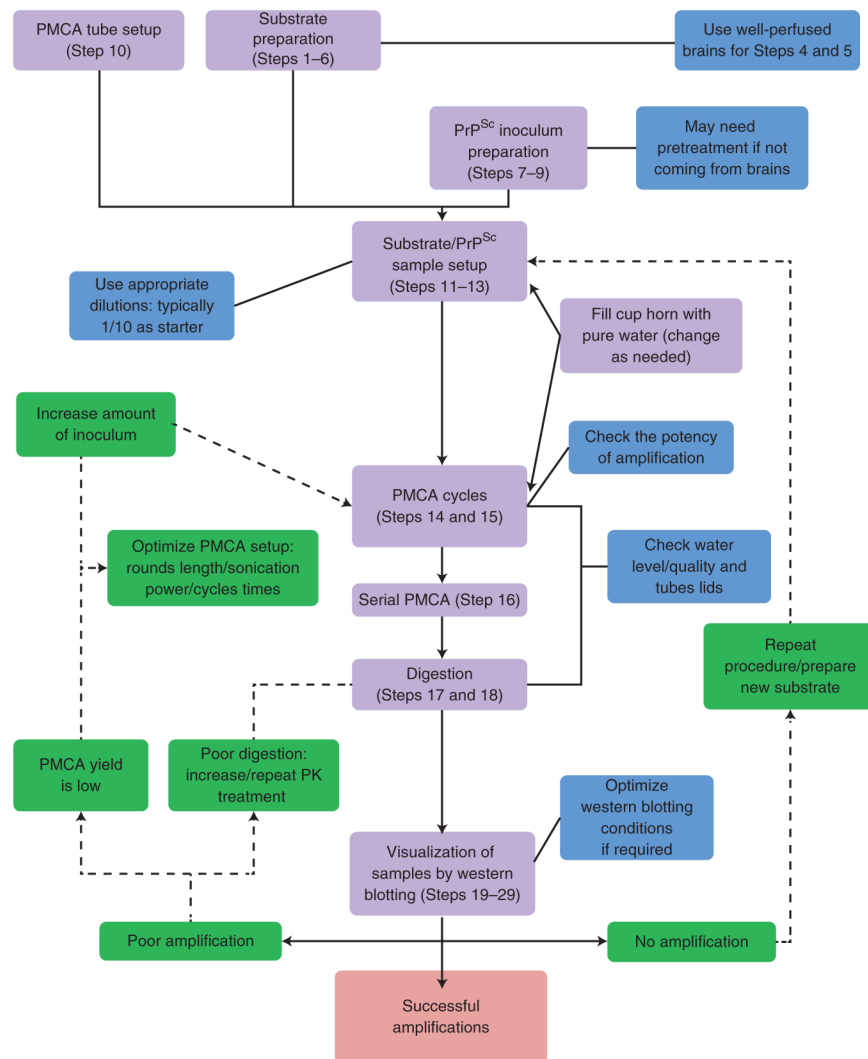 PMCA tube setup
(Step 10)
Substrate
preparation
(Steps 1–6)
Use well-perfused
brains for Steps 4 and 5
PrPSc inoculum
preparation
(Steps 7–9)
May need
pretreatment if not
coming from brains
Substrate/PrPSc
sample setup
(Steps 11–13)
Use appropriate
dilutions: typically
1/10 as starter
Fill cup horn with
pure water (change
as needed)
Increase amount
of inoculum
Check the potency
of amplification
PMCA cycles
(Steps 14 and 15)
Optimize PMCA setup:
rounds length/sonication
power/cycles times
Check water
level/quality and
tubes lids
Serial PMCA (Step 16)
Repeat
procedure/prepare
new substrate
Digestion
(Steps 17 and 18)
PMCA yield
is low
Poor digestion:
increase/repeat PK
treatment
Optimize
western blotting
conditions
if required
Visualization of
samples by western
blotting (Steps 19–29)
Poor amplification
No amplification
Successful
amplifications